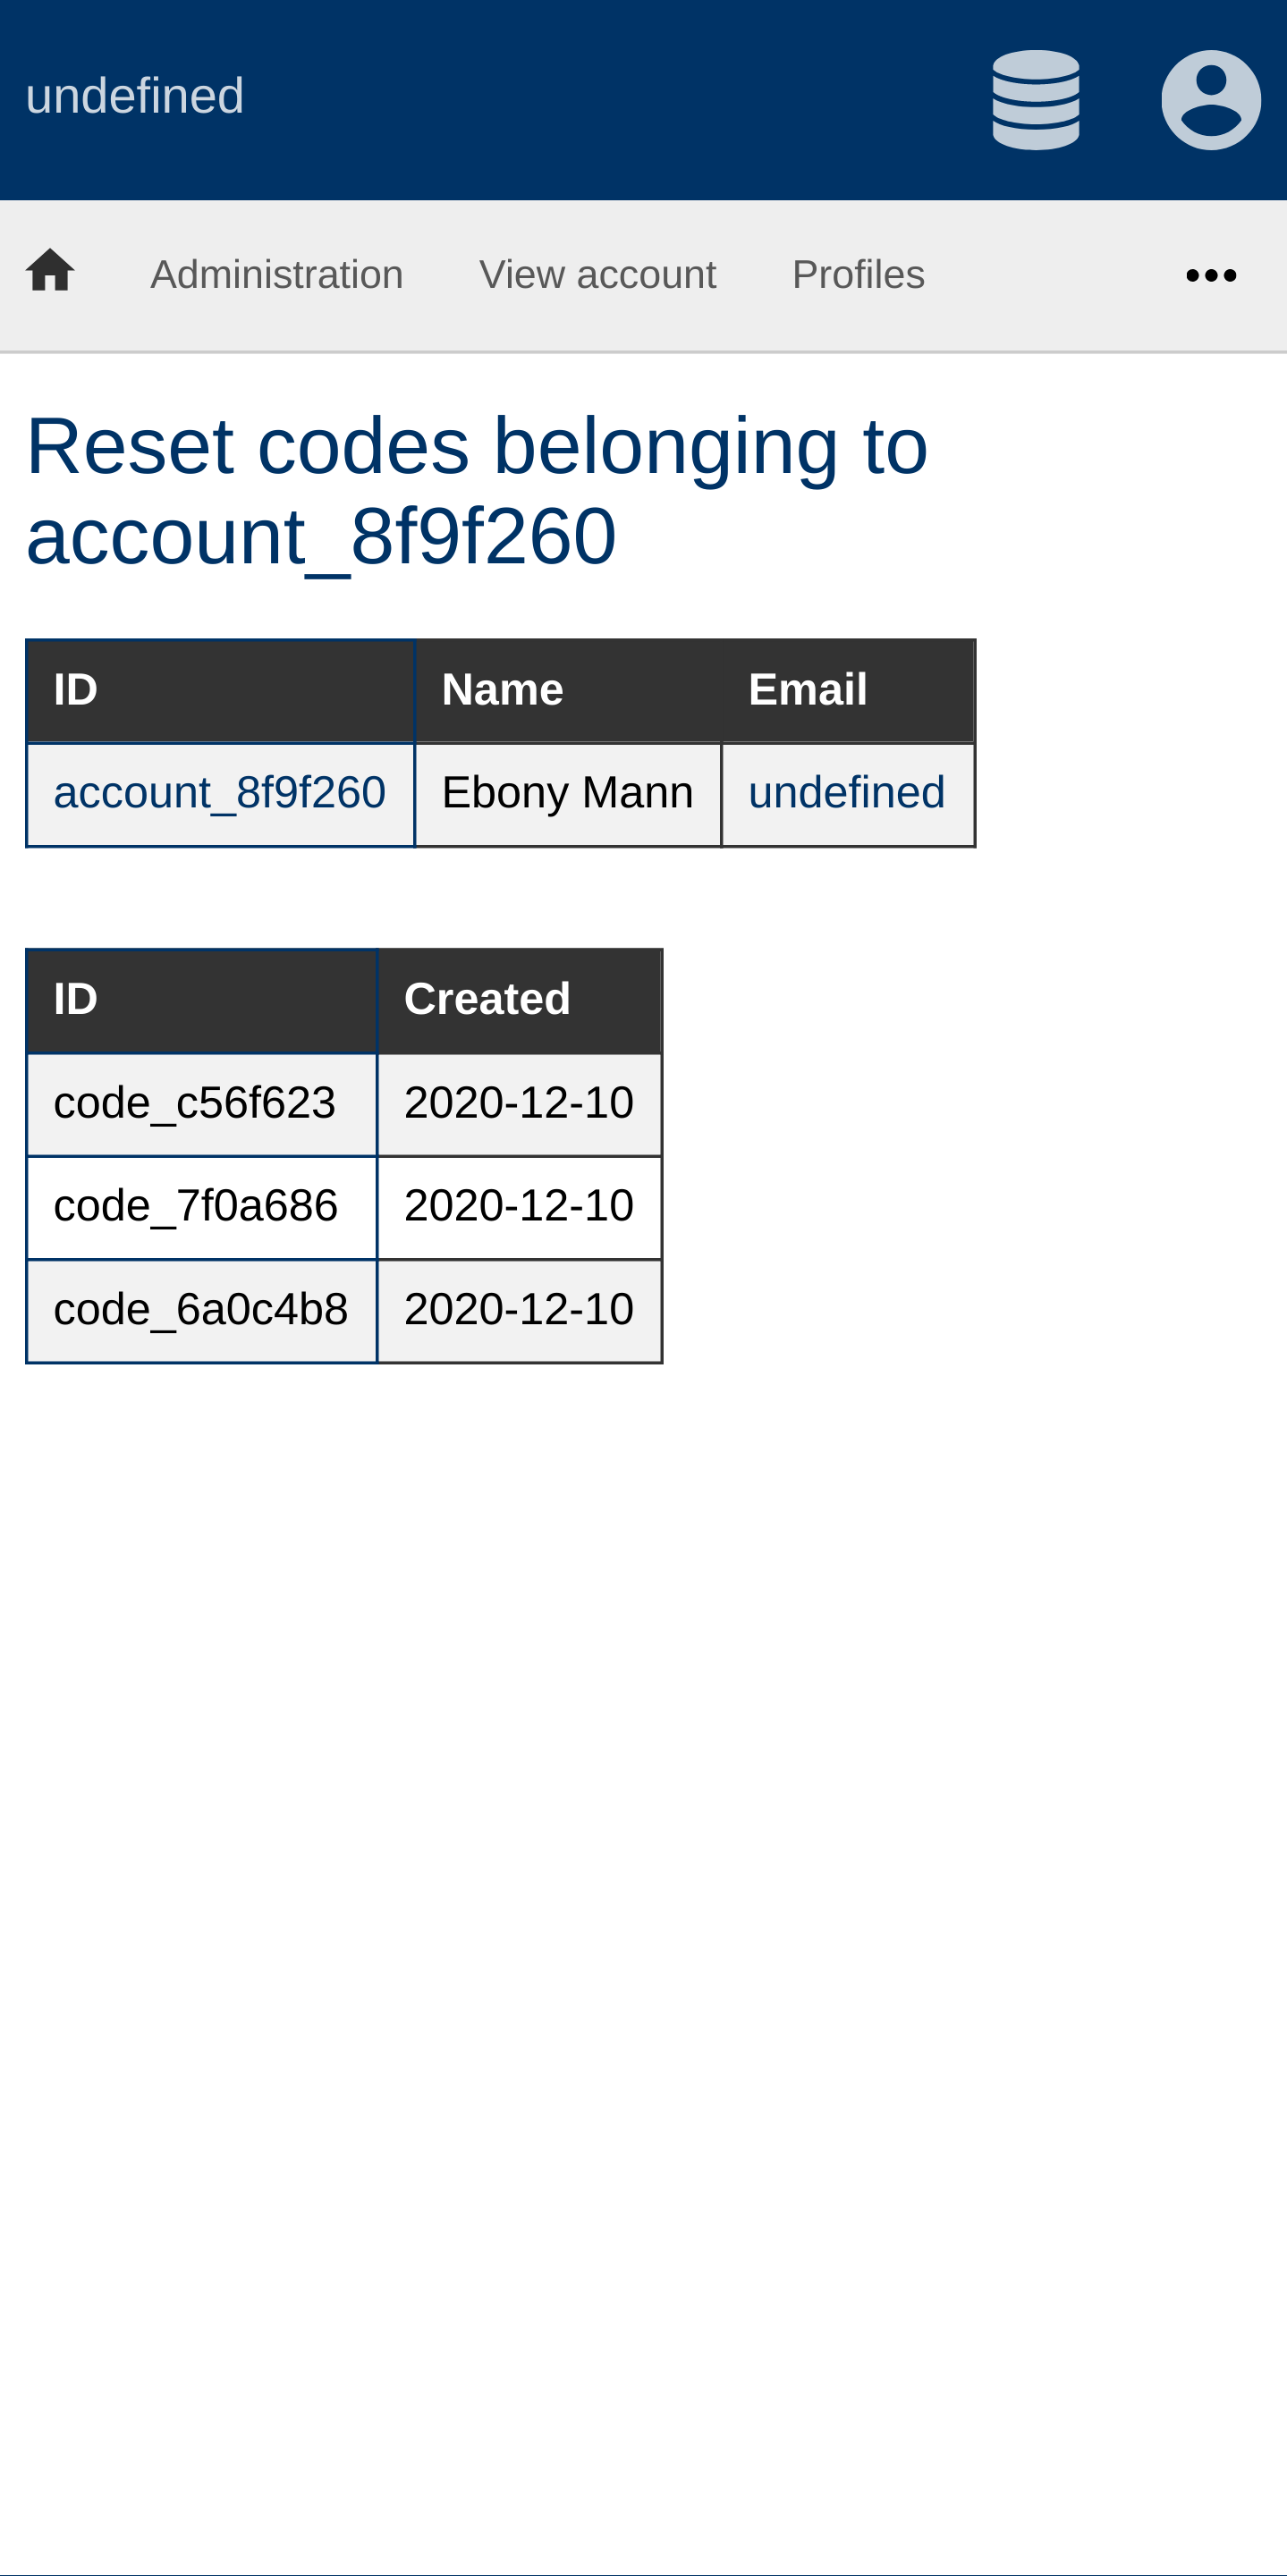 undefined
Administration View account Profiles
Reset codes belonging to
account_8f9f260
ID Name Email
account_8f9f260 Ebony Mann undefined
ID Created
code_c56f623 2020-12-10
code_7f0a686 2020-12-10
code_6a0c4b8 2020-12-10